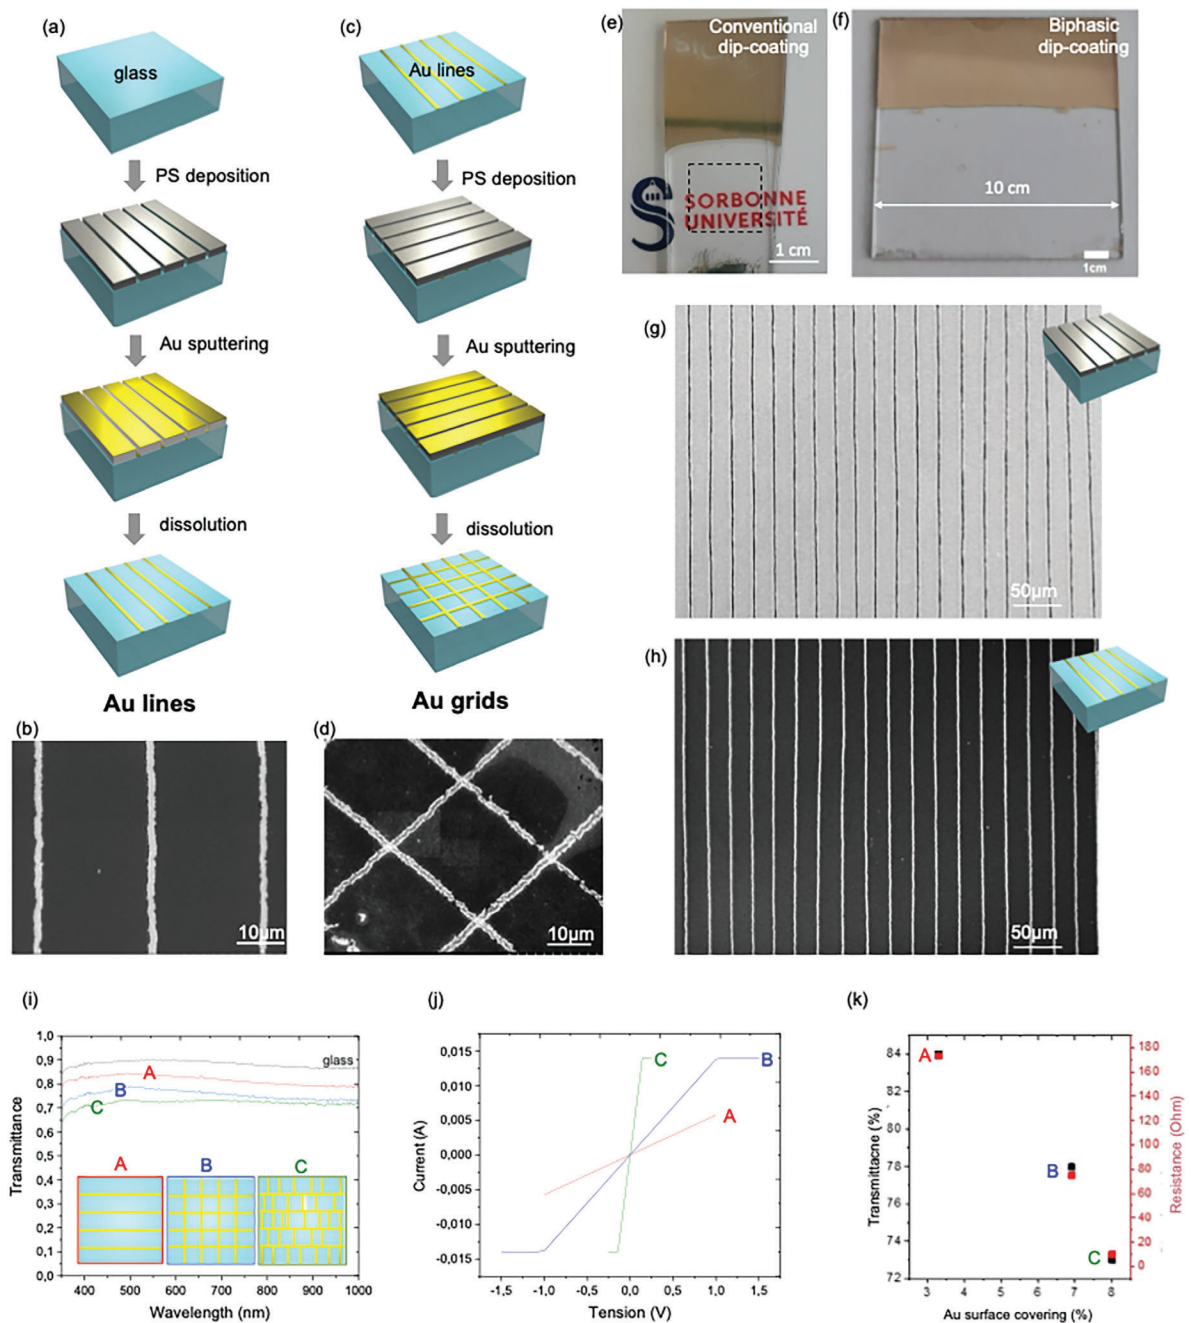 (a)
glass
PS deposition
Au sputtering
dissolution
Au lines
(b)
10µm
(c)
Au lines
PS deposition
Au sputtering
dissolution
Au grids
(d)
10µm
(e)
Conventional
dip-coating
SORBONNE
UNIVERSITÉ
1 cm
(f)
Biphasic
dip-coating
10 cm
1cm
(g)
50µm
(h)
50µm
(i)
1,0
0,9
0,8
0,7
0,6
0,5
0,4
0,3
0,2
0,1
0,0
Transmittance
glass
A
B
C
A
B
C
400 500 600 700 800 900 1000
Wavelength (nm)
(j)
0,015
0,010
0,005
0,000
-0,005
-0,010
-0,015
Current (A)
C
B
A
-1,5 -1,0 -0,5 0,0 0,5 1,0 1,5
Tension (V)
(k)
84
82
80
78
76
74
72
Transmittacne (%)
A
B
C
180
160
140
120
100
80
60
40
20
10
0
Resistance (Ohm)
3 4 5 6 7 8
Au surface covering (%)